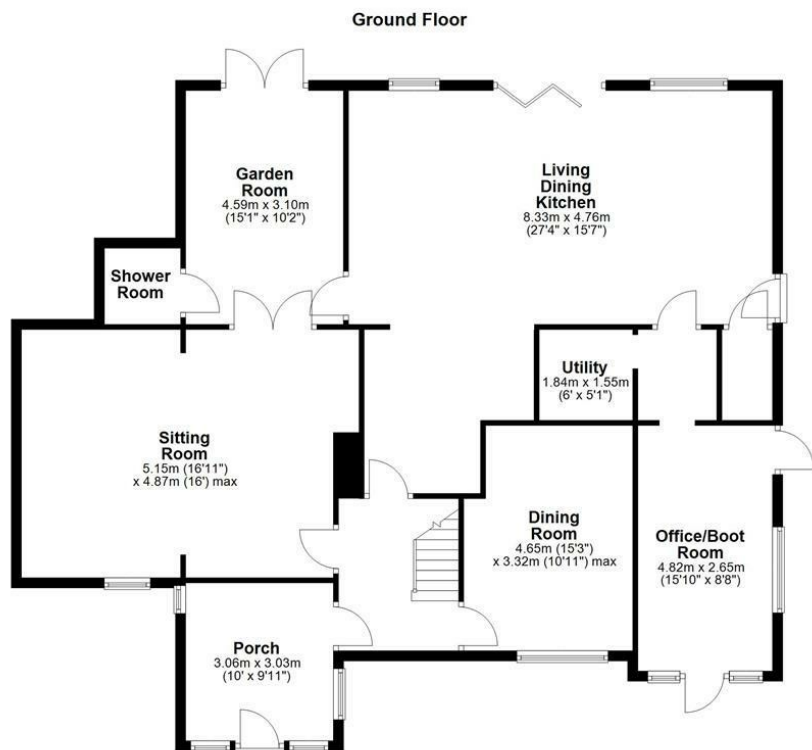 Ground Floor
Garden
Room
4.59m x 3.10m
(15'1" x 10'2")
Living
Dining
Kitchen
8.33m x 4.76m
(27'4" x 15'7")
Shower
Room
Utility
1.84m x 1.55m
(6' x 5'1")
Sitting
Room
5.15m (16'11")
x 4.87m (16') max
Dining
Room
4.65m (15'3")
x 3.32m (10'11") max
Office/Boot
Room
4.82m x 2.65m
(15'10" x 8'8")
Porch
3.06m x 3.03m
(10' x 9'11")